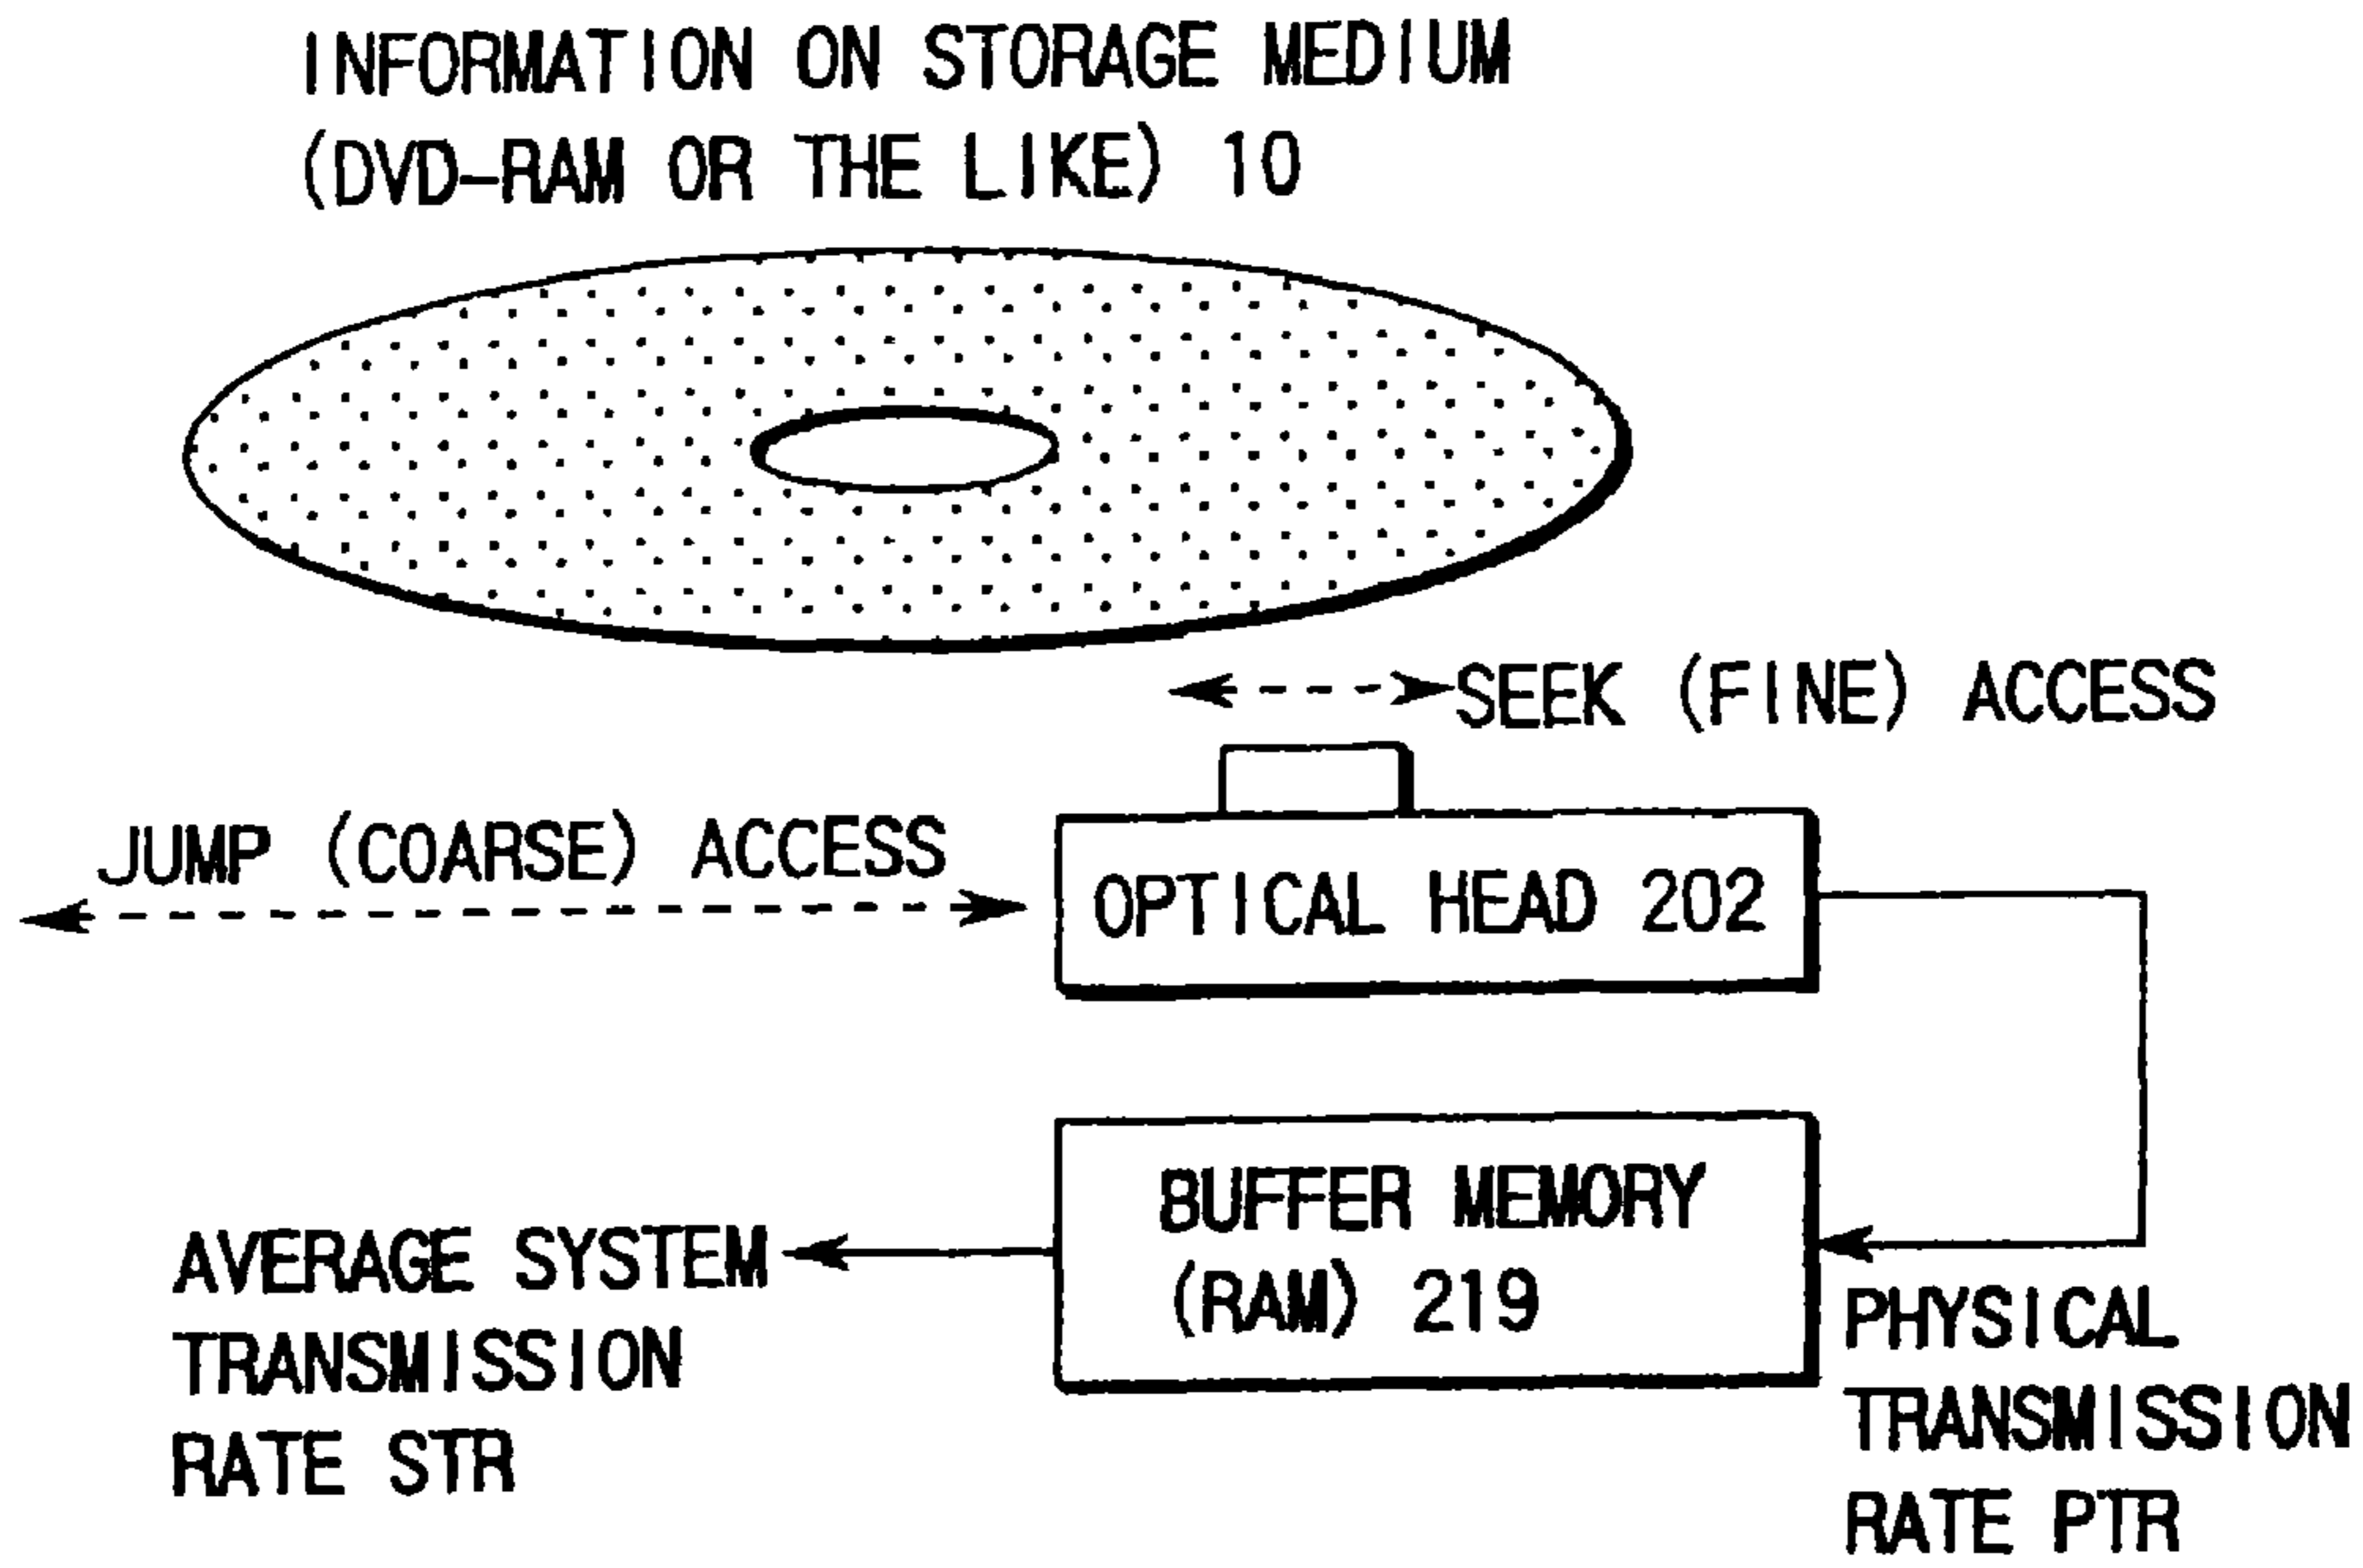 INFORMATION ON STORAGE MEDIUM
(DVD-RAM OR THE LIKE) 10
SEEK (FINE) ACCESS
JUMP (COARSE) ACCESS
OPTICAL HEAD 202
BUFFER MEMORY
(RAM) 219
AVERAGE SYSTEM
TRANSMISSION
RATE STR
PHYSICAL
TRANSMISSION
RATE PTR